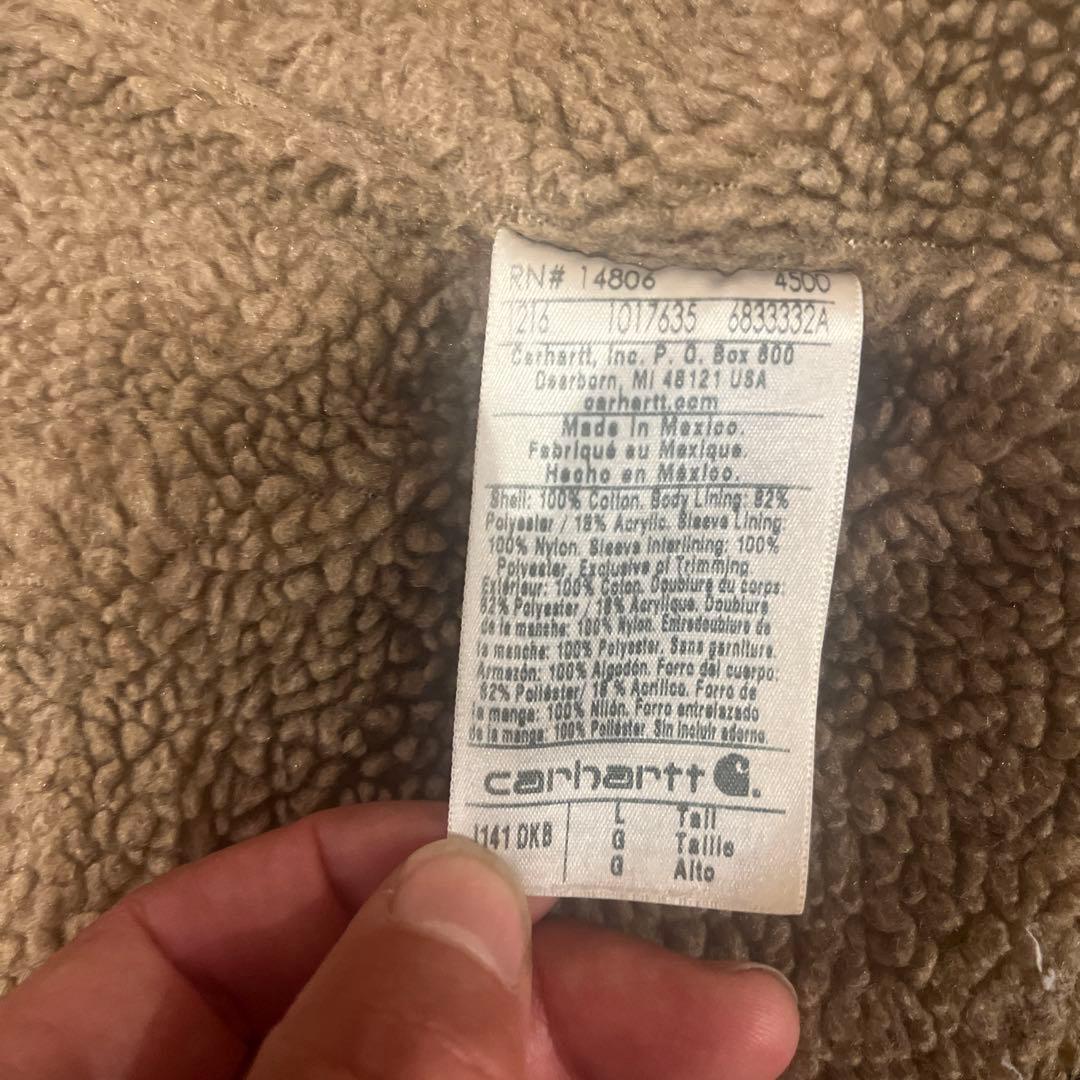 RN# 14806 4500
1216 1017635 6833332A
Carhartt, Inc. P. O. Box 600
Dearborn, MI 48121 USA
carhartt.com
Made in Mexico.
Fabriqué au Mexique.
Hecho en México.
Shell: 100% Cotton. Body Lining: 82%
Polyester / 18% Acrylic. Sleeve Lining:
100% Nylon. Sleeve Interlining: 100%
Polyester, Exclusive of Trimming
Extérieur: 100% Coton. Doublure du corps:
82% Polyester / 18% Acrylique. Doublure
de la manche: 100% Nylon. Entredoublure de
la manche: 100% Polyester, Sans garniture.
Armazón: 100% Algodón. Forro del cuerpo:
82% Poliéster/ 18 % Acrílico. Forro de
la manga: 100% Nilón. Forro entrelazado
de la manga: 100% Poliéster Sin incluir adorno.
carhartt
J141 DKB L Tall
G Taille
G Alto